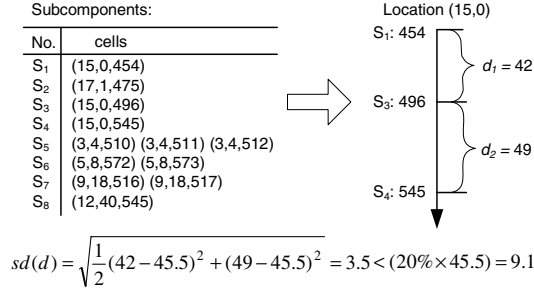 Subcomponents:
No. cells
S₁ (15,0,454)
S₂ (17,1,475)
S₃ (15,0,496)
S₄ (15,0,545)
S₅ (3,4,510) (3,4,511) (3,4,512)
S₆ (5,8,572) (5,8,573)
S₇ (9,18,516) (9,18,517)
S₈ (12,40,545)
Location (15,0)
S₁: 454
d₁ = 42
S₃: 496
d₂ = 49
S₄: 545
sd(d) = √(1/2 (42 − 45.5)² + (49 − 45.5)²) = 3.5 < (20% × 45.5) = 9.1